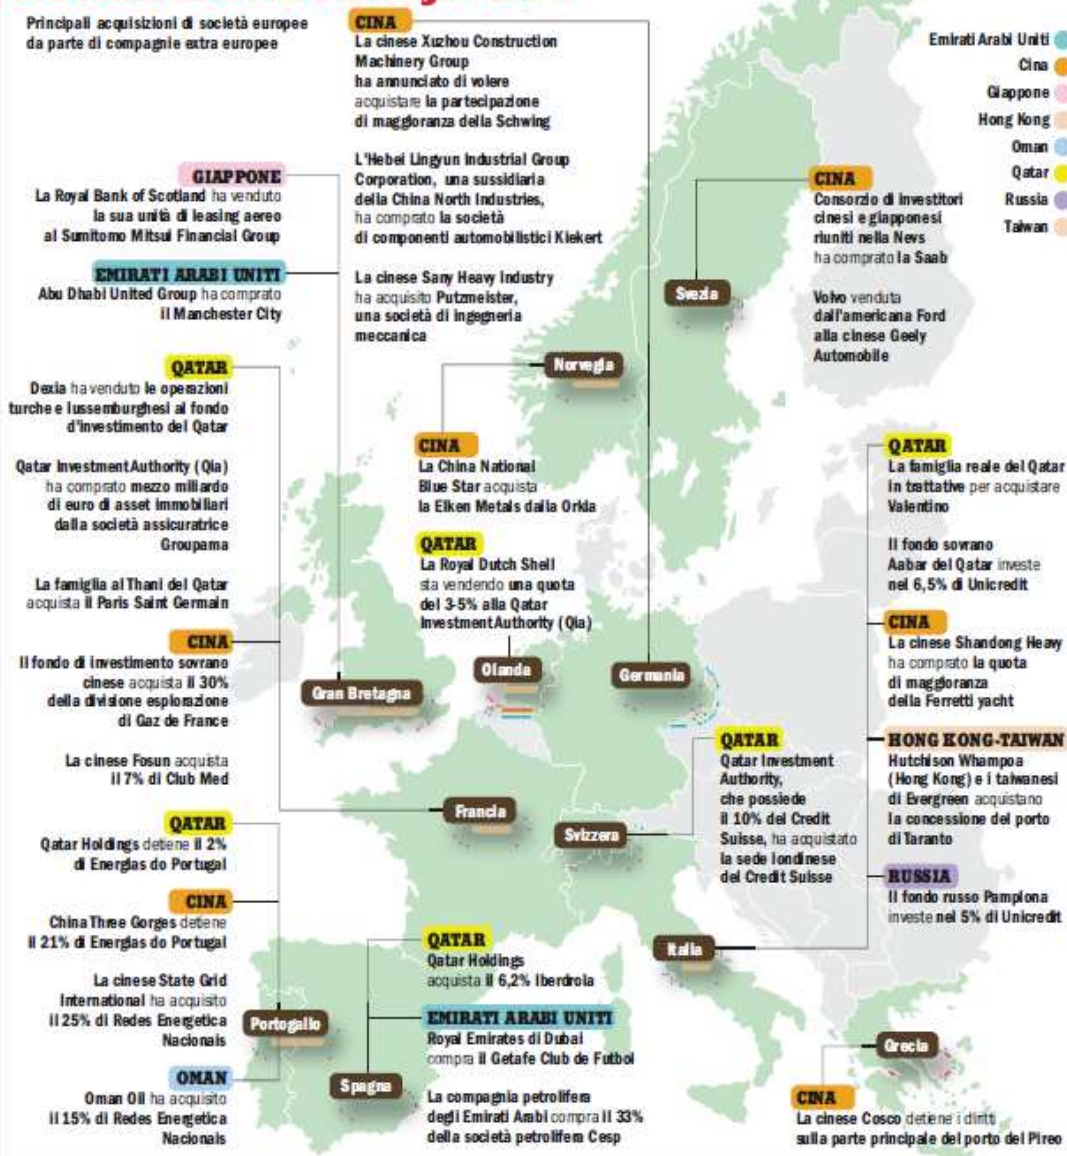 Principali acquisizioni di società europee
da parte di compagnie extra europee
CINA
La cinese Xuzhou Construction
Machinery Group
ha annunciato di volere
acquistare la partecipazione
di maggioranza della Schwing
L'Hebei Lingyun Industrial Group
Corporation, una sussidiaria
della China North Industries,
ha comprato la società
di componenti automobilistici Kiekert
La cinese Sany Heavy Industry
ha acquisito Putzmeister,
una società di ingegneria
meccanica
Emirati Arabi Uniti
Cina
Giappone
Hong Kong
Oman
Qatar
Russia
Taiwan
GIAPPONE
La Royal Bank of Scotland ha venduto
la sua unità di leasing aereo
al Sumitomo Mitsui Financial Group
EMIRATI ARABI UNITI
Abu Dhabi United Group ha comprato
il Manchester City
CINA
Consorzio di investitori
cinesi e giapponesi
riuniti nella Nevs
ha comprato la Saab
Volvo venduta
dall'americana Ford
alla cinese Geely
Automobile
Svezia
Norvegia
QATAR
Dexia ha venduto le operazioni
turche e lussemburghesi al fondo
d'investimento del Qatar
Qatar Investment Authority (Qia)
ha comprato mezzo miliardo
di euro di asset immobiliari
dalla società assicuratrice
Groupama
La famiglia al Thani del Qatar
acquista il Paris Saint Germain
CINA
Il fondo di investimento sovrano
cinese acquista il 30%
della divisione esplorazione
di Gaz de France
La cinese Fosun acquista
il 7% di Club Med
CINA
La China National
Blue Star acquista
la Elken Metals dalla Orkla
QATAR
La Royal Dutch Shell
sta vendendo una quota
del 3-5% alla Qatar
Investment Authority (Qia)
Olanda
Germania
Gran Bretagna
Francia
Svizzera
QATAR
La famiglia reale del Qatar
in trattative per acquistare
Valentino
Il fondo sovrano
Aabar del Qatar investe
nel 6,5% di Unicredit
CINA
La cinese Shandong Heavy
ha comprato la quota
di maggioranza
della Ferretti yacht
HONG KONG-TAIWAN
Hutchison Whampoa
(Hong Kong) e i taiwanesi
di Evergreen acquistano
la concessione del porto
di Taranto
RUSSIA
Il fondo russo Pamplona
investe nel 5% di Unicredit
QATAR
Qatar Investment
Authority,
che possiede
il 10% del Credit
Suisse, ha acquistato
la sede londinese
del Credit Suisse
QATAR
Qatar Holdings detiene il 2%
di Energias do Portugal
CINA
China Three Gorges detiene
il 21% di Energias do Portugal
La cinese State Grid
International ha acquisito
il 25% di Redes Energetica
Nacionais
OMAN
Oman Oil ha acquisito
il 15% di Redes Energetica
Nacionais
Portogallo
Spagna
QATAR
Qatar Holdings
acquista il 6,2% Iberdrola
EMIRATI ARABI UNITI
Royal Emirates di Dubai
compra il Getafe Club de Futbol
La compagnia petrolifera
degli Emirati Arabi compra il 33%
della società petrolifera Cesp
Italia
Grecia
CINA
La cinese Cosco detiene i diritti
sulla parte principale del porto del Pireo